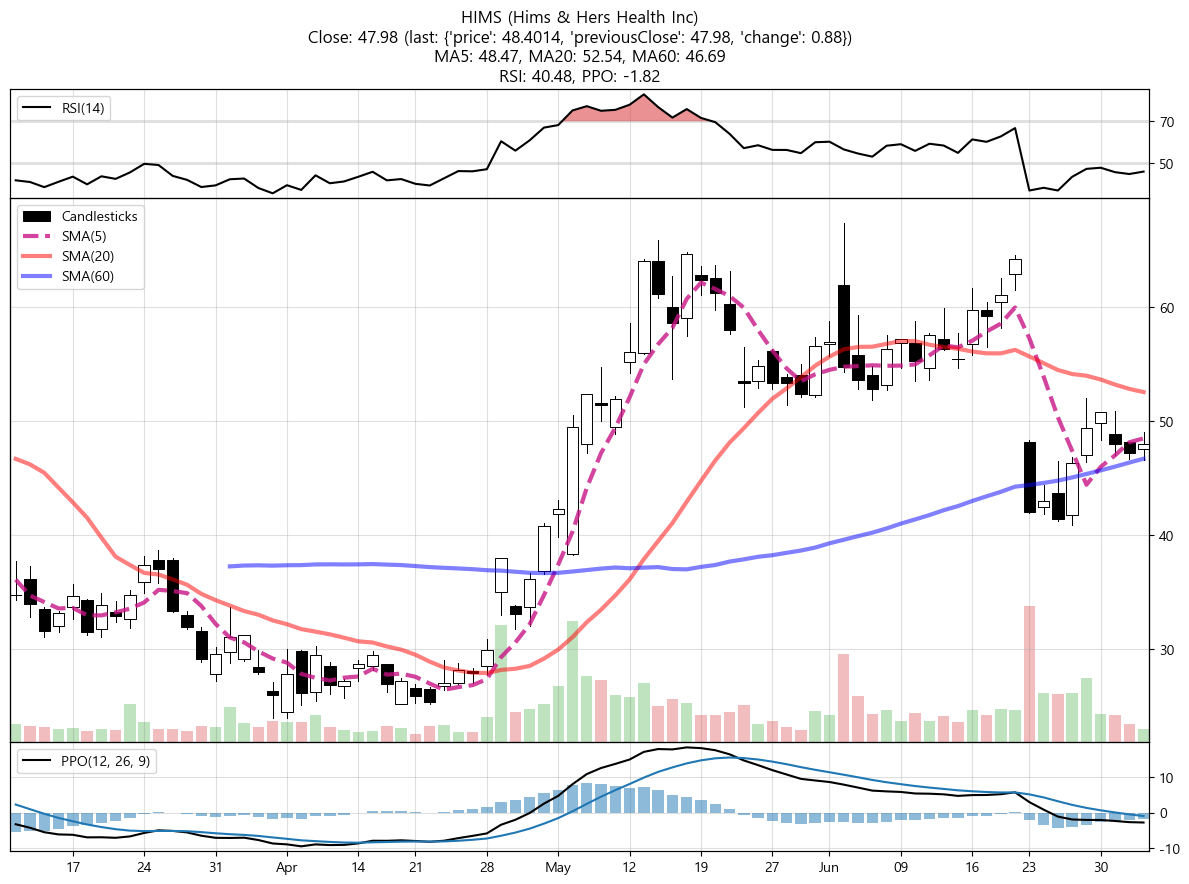 HIMS (Hims & Hers Health Inc)
Close: 47.98 (last: {'price': 48.4014, 'previousClose': 47.98, 'change': 0.88})
MA5: 48.47, MA20: 52.54, MA60: 46.69
RSI: 40.48, PPO: -1.82
RSI(14)
70
50
Candlesticks
SMA(5)
SMA(20)
SMA(60)
60
50
40
30
PPO(12, 26, 9)
10
0
-10
17 24 31 Apr 14 21 28 May 12 19 27 Jun 09 16 23 30